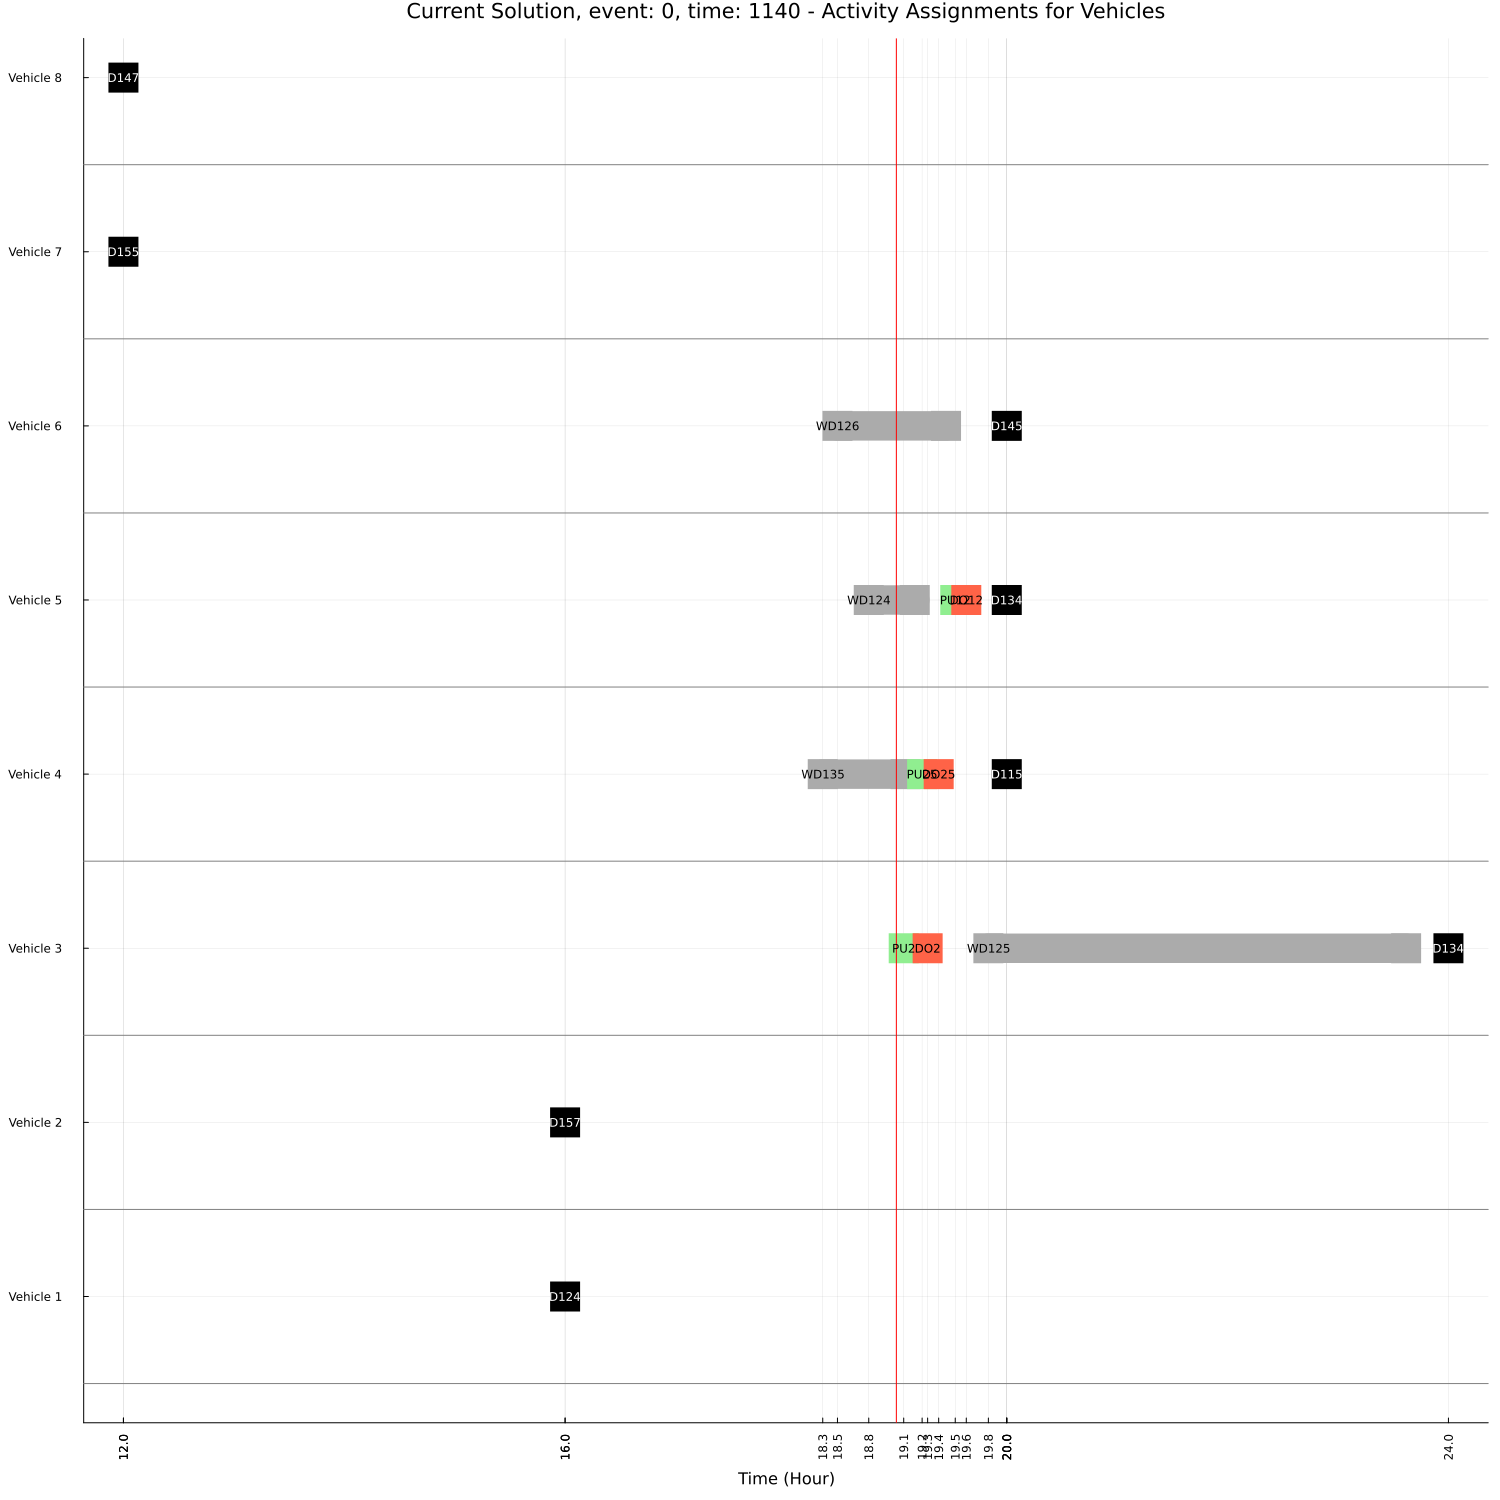 Current Solution, event: 0, time: 1140 - Activity Assignments for Vehicles
Vehicle 8
D147
Vehicle 7
D155
Vehicle 6
WD126
D145
Vehicle 5
WD124
PU12
DO12
D134
Vehicle 4
WD135
PU25
DO25
D115
Vehicle 3
PU2
DO2
WD125
D134
Vehicle 2
D157
Vehicle 1
D124
12.0
16.0
18.3
18.5
18.8
19.1
19.3
19.4
19.5
19.6
19.8
20.0
24.0
Time (Hour)